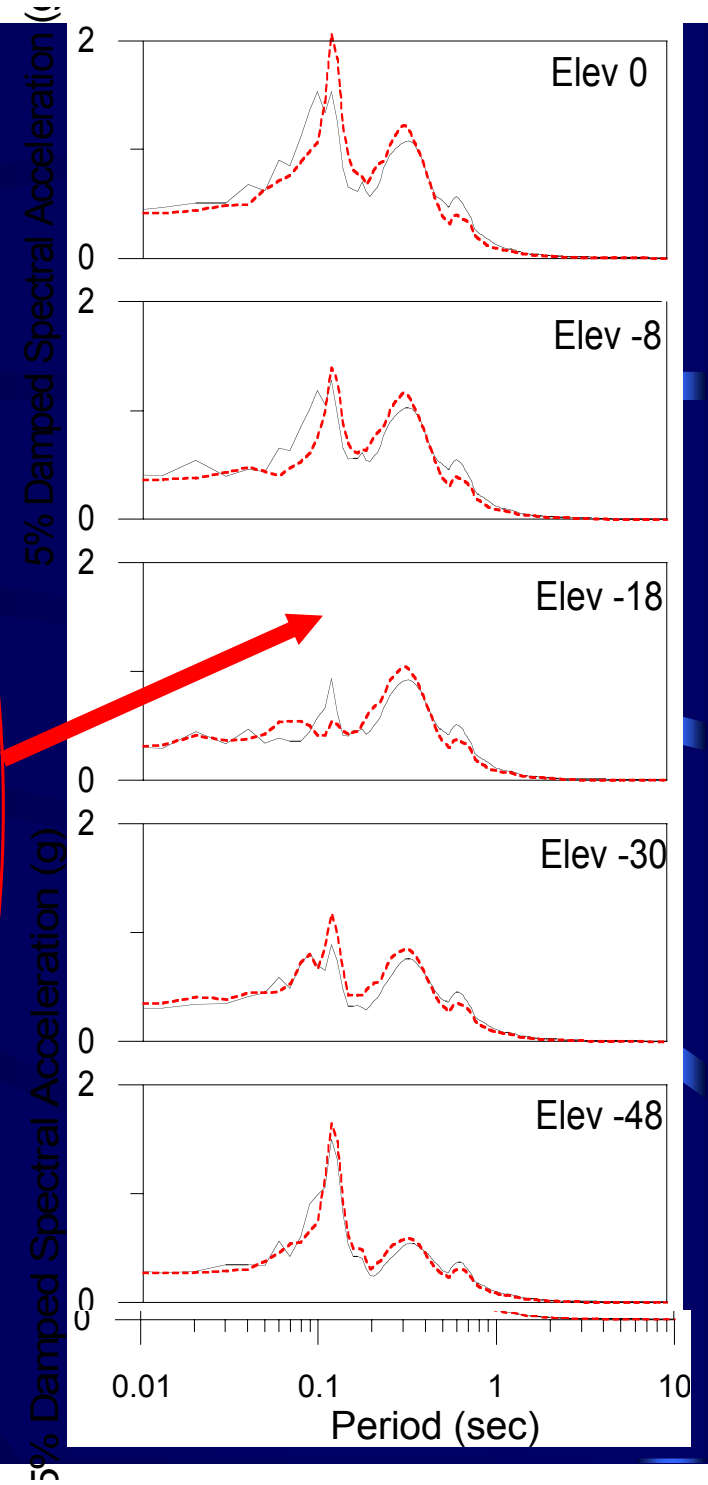 5% Damped Spectral Acceleration (g
2
Elev 0
0
2
Elev -8
0
2
Elev -18
0
5% Damped Spectral Acceleration (g)
2
Elev -30
0
2
Elev -48
0
0
0.01 0.1 1 10
Period (sec)